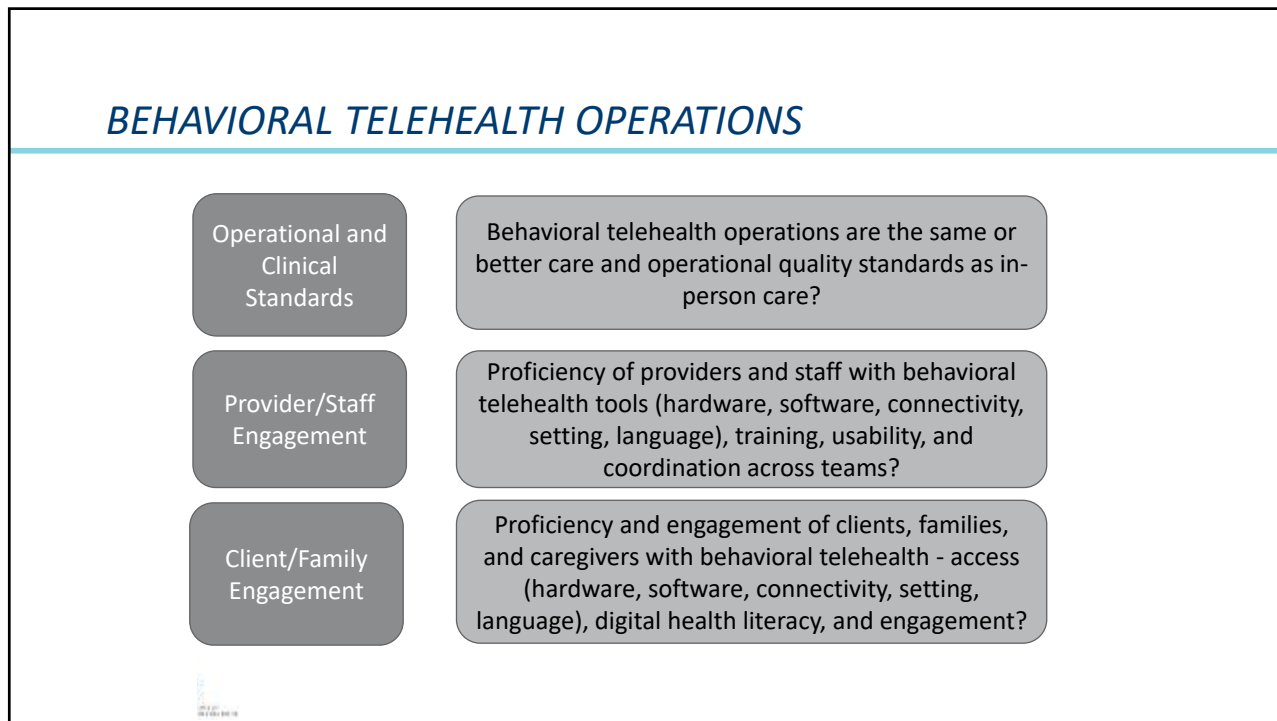 BEHAVIORAL TELEHEALTH OPERATIONS
Operational and
Clinical
Standards
Behavioral telehealth operations are the same or
better care and operational quality standards as in-
person care?
Provider/Staff
Engagement
Proficiency of providers and staff with behavioral
telehealth tools (hardware, software, connectivity,
setting, language), training, usability, and
coordination across teams?
Client/Family
Engagement
Proficiency and engagement of clients, families,
and caregivers with behavioral telehealth - access
(hardware, software, connectivity, setting,
language), digital health literacy, and engagement?